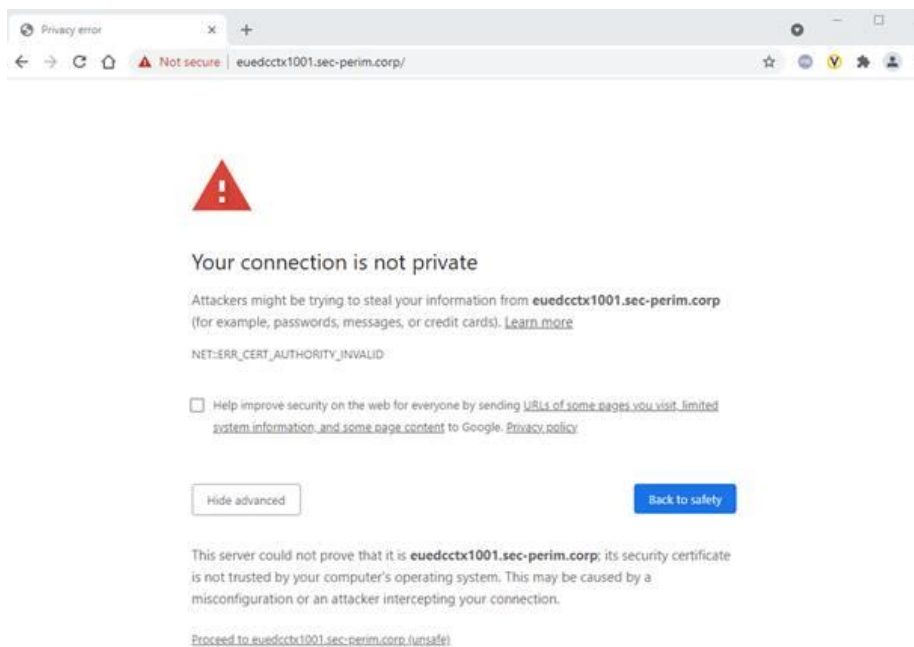 Privacy error
Not secure euedcctx1001.sec-perim.corp/
Your connection is not private
Attackers might be trying to steal your information from euedcctx1001.sec-perim.corp
(for example, passwords, messages, or credit cards). Learn more
NET::ERR_CERT_AUTHORITY_INVALID
Help improve security on the web for everyone by sending URLs of some pages you visit, limited
system information, and some page content to Google. Privacy policy
Hide advanced Back to safety
This server could not prove that it is euedcctx1001.sec-perim.corp; its security certificate
is not trusted by your computer's operating system. This may be caused by a
misconfiguration or an attacker intercepting your connection.
Proceed to euedcctx1001.sec-perim.corp (unsafe)